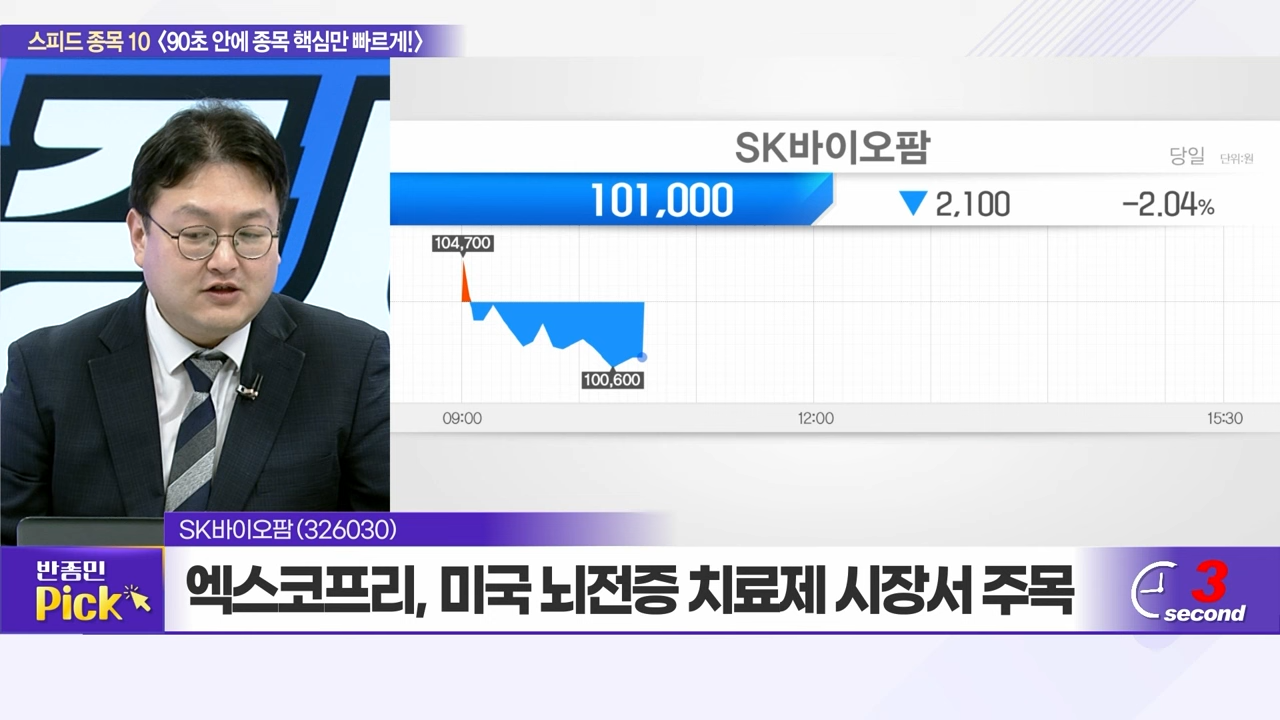 스피드 종목 10 <90초 안에 종목 핵심만 빠르게!>
SK바이오팜
당일 단위:원
101,000 ▼ 2,100 -2.04%
104,700
100,600
09:00 12:00 15:30
SK바이오팜(326030)
반종민
Pick
엑스코프리, 미국 뇌전증 치료제 시장서 주목
3
second